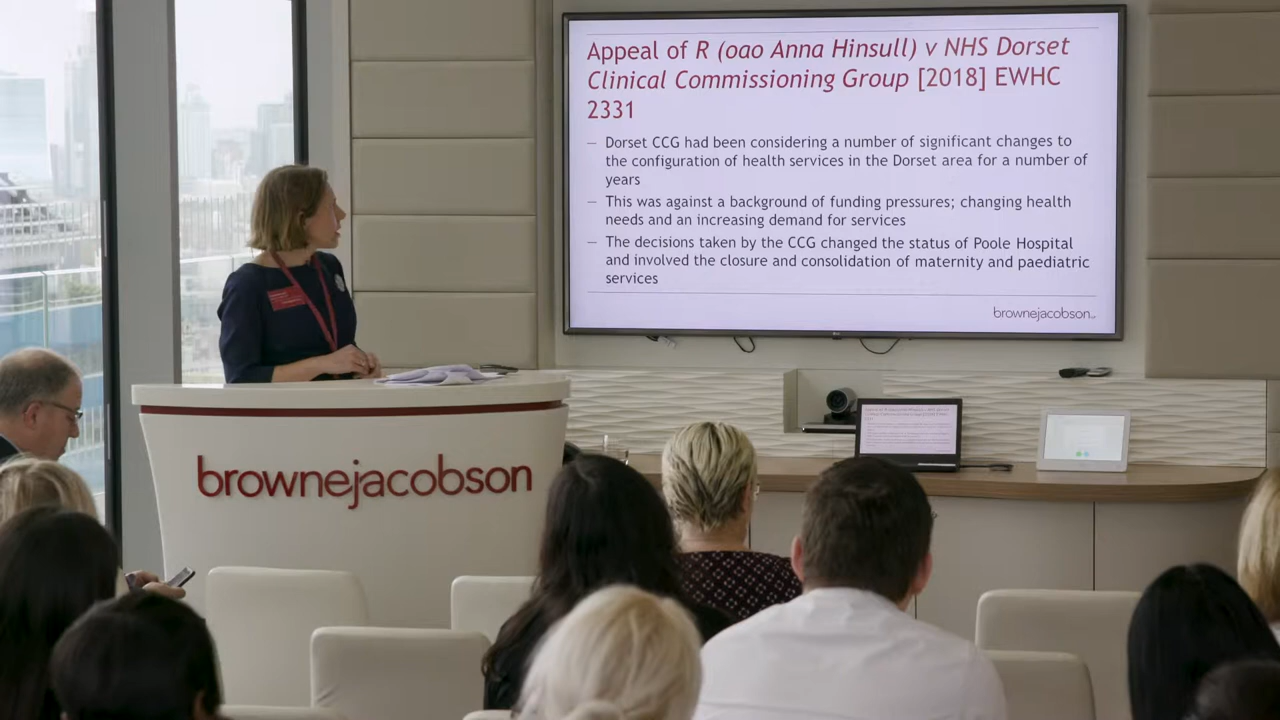 Appeal of R (oao Anna Hinsull) v NHS Dorset
Clinical Commissioning Group [2018] EWHC
2331
– Dorset CCG had been considering a number of significant changes to
the configuration of health services in the Dorset area for a number of
years
– This was against a background of funding pressures; changing health
needs and an increasing demand for services
– The decisions taken by the CCG changed the status of Poole Hospital
and involved the closure and consolidation of maternity and paediatric
services
brownejacobson
brownejacobson